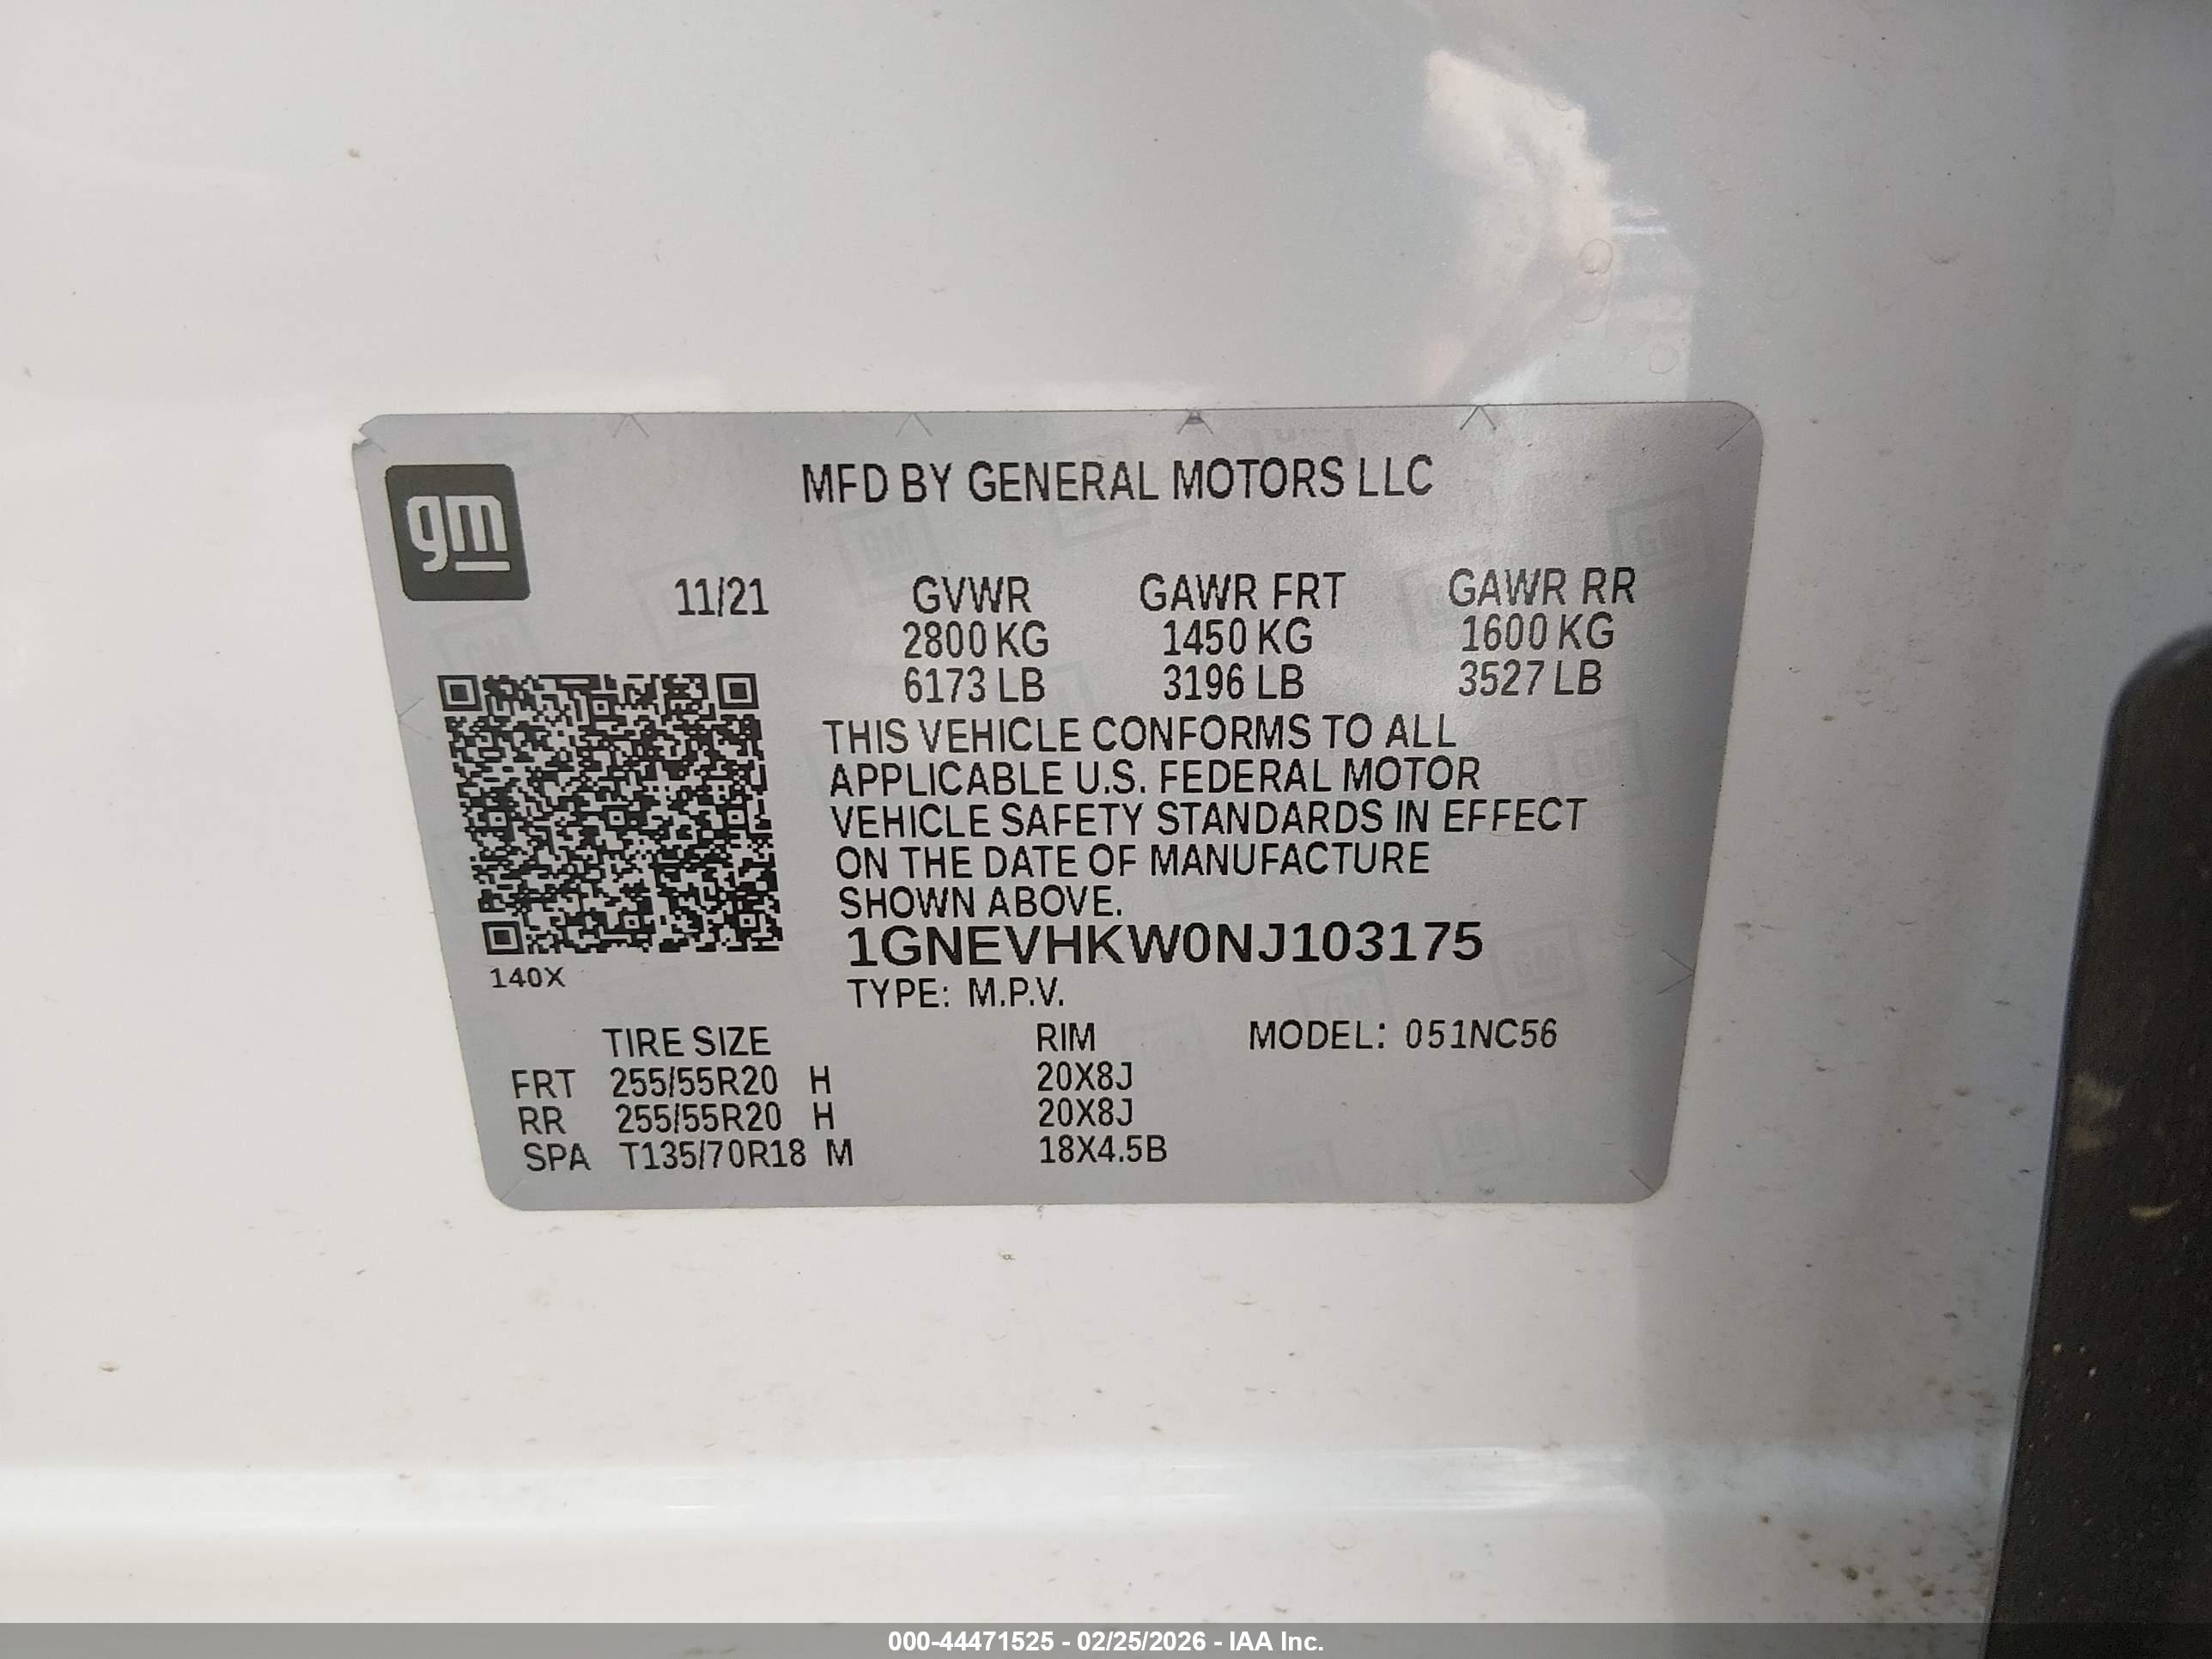 gm
MFD BY GENERAL MOTORS LLC
11/21 GVWR GAWR FRT GAWR RR
2800 KG 1450 KG 1600 KG
6173 LB 3196 LB 3527 LB
THIS VEHICLE CONFORMS TO ALL
APPLICABLE U.S. FEDERAL MOTOR
VEHICLE SAFETY STANDARDS IN EFFECT
ON THE DATE OF MANUFACTURE
SHOWN ABOVE.
1GNEVHKW0NJ103175
140X
TYPE: M.P.V.
TIRE SIZE RIM MODEL: 051NC56
FRT 255/55R20 H 20X8J
RR 255/55R20 H 20X8J
SPA T135/70R18 M 18X4.5B
000-44471525 - 02/25/2026 - IAA Inc.